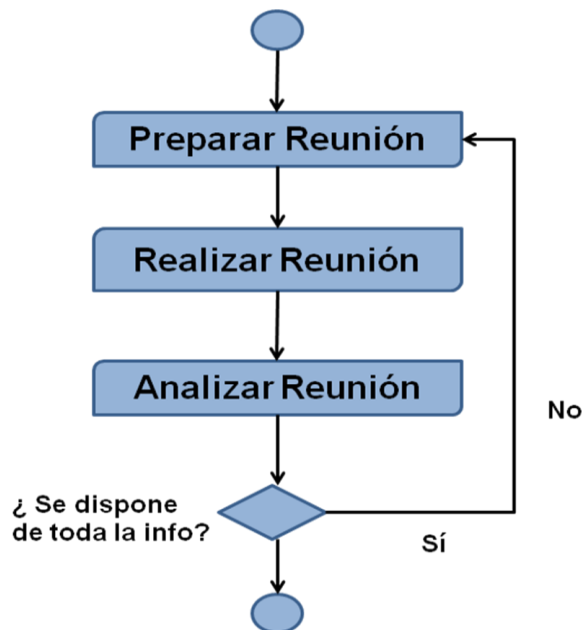 Preparar Reunión
Realizar Reunión
Analizar Reunión
No
¿ Se dispone
de toda la info?
Sí